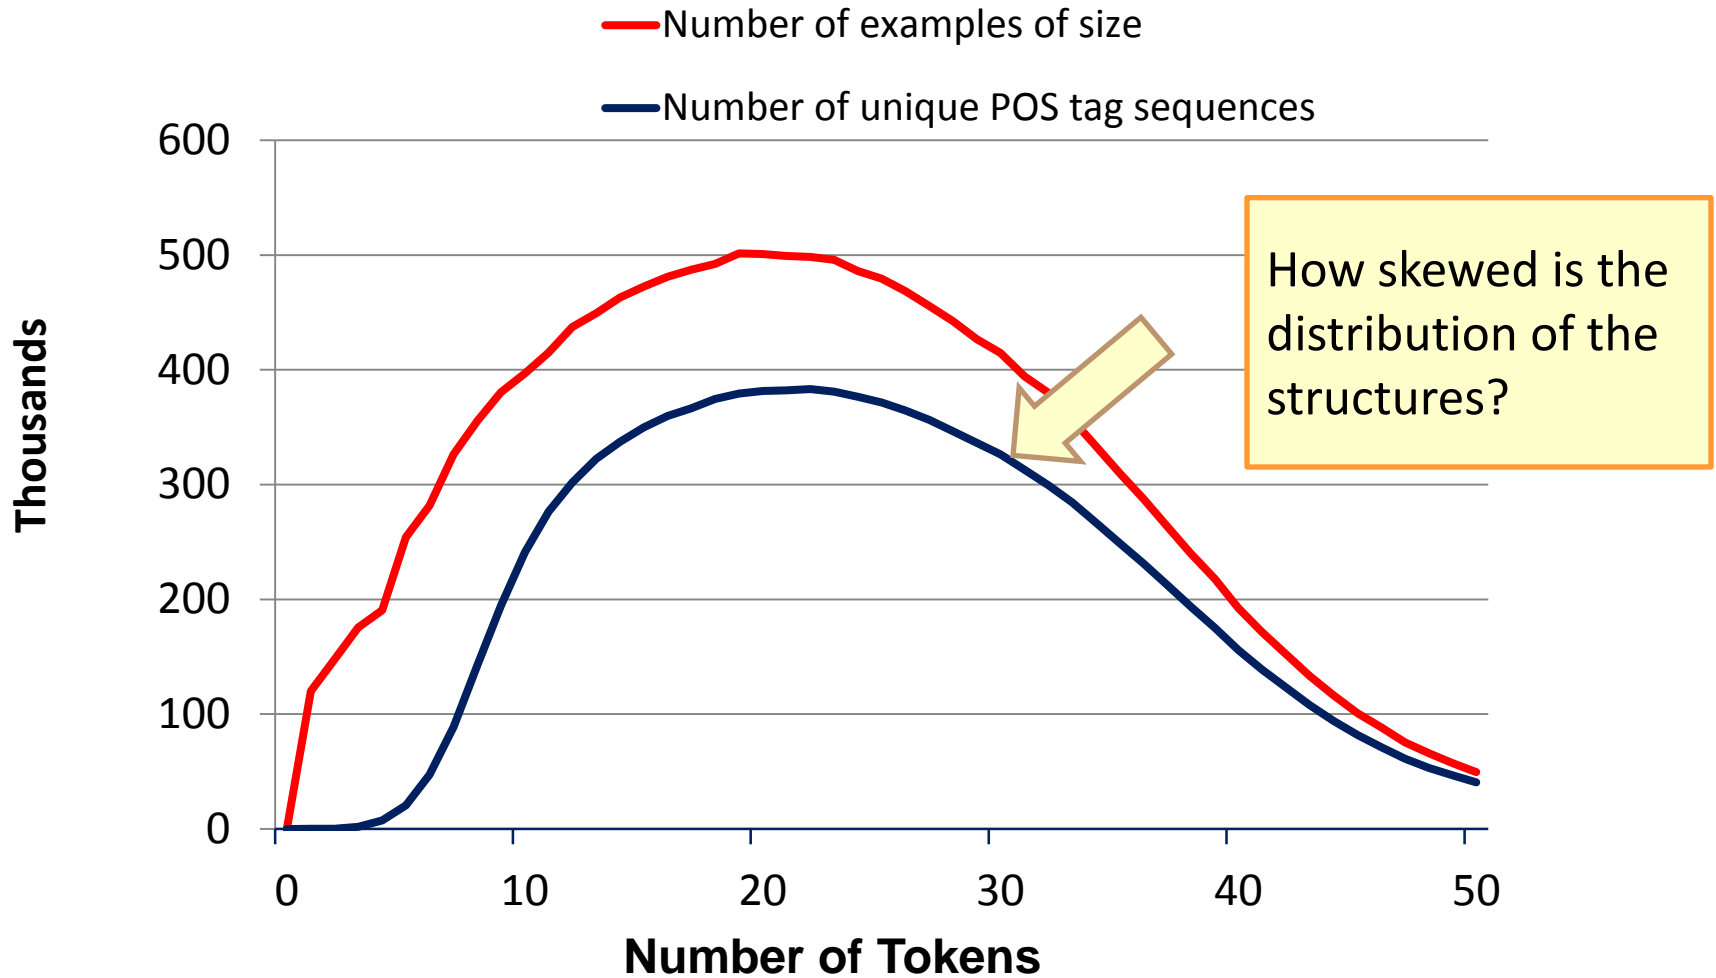 Number of examples of size
Number of unique POS tag sequences
600
500
400
300
200
100
0
Thousands
How skewed is the
distribution of the
structures?
0 10 20 30 40 50
Number of Tokens